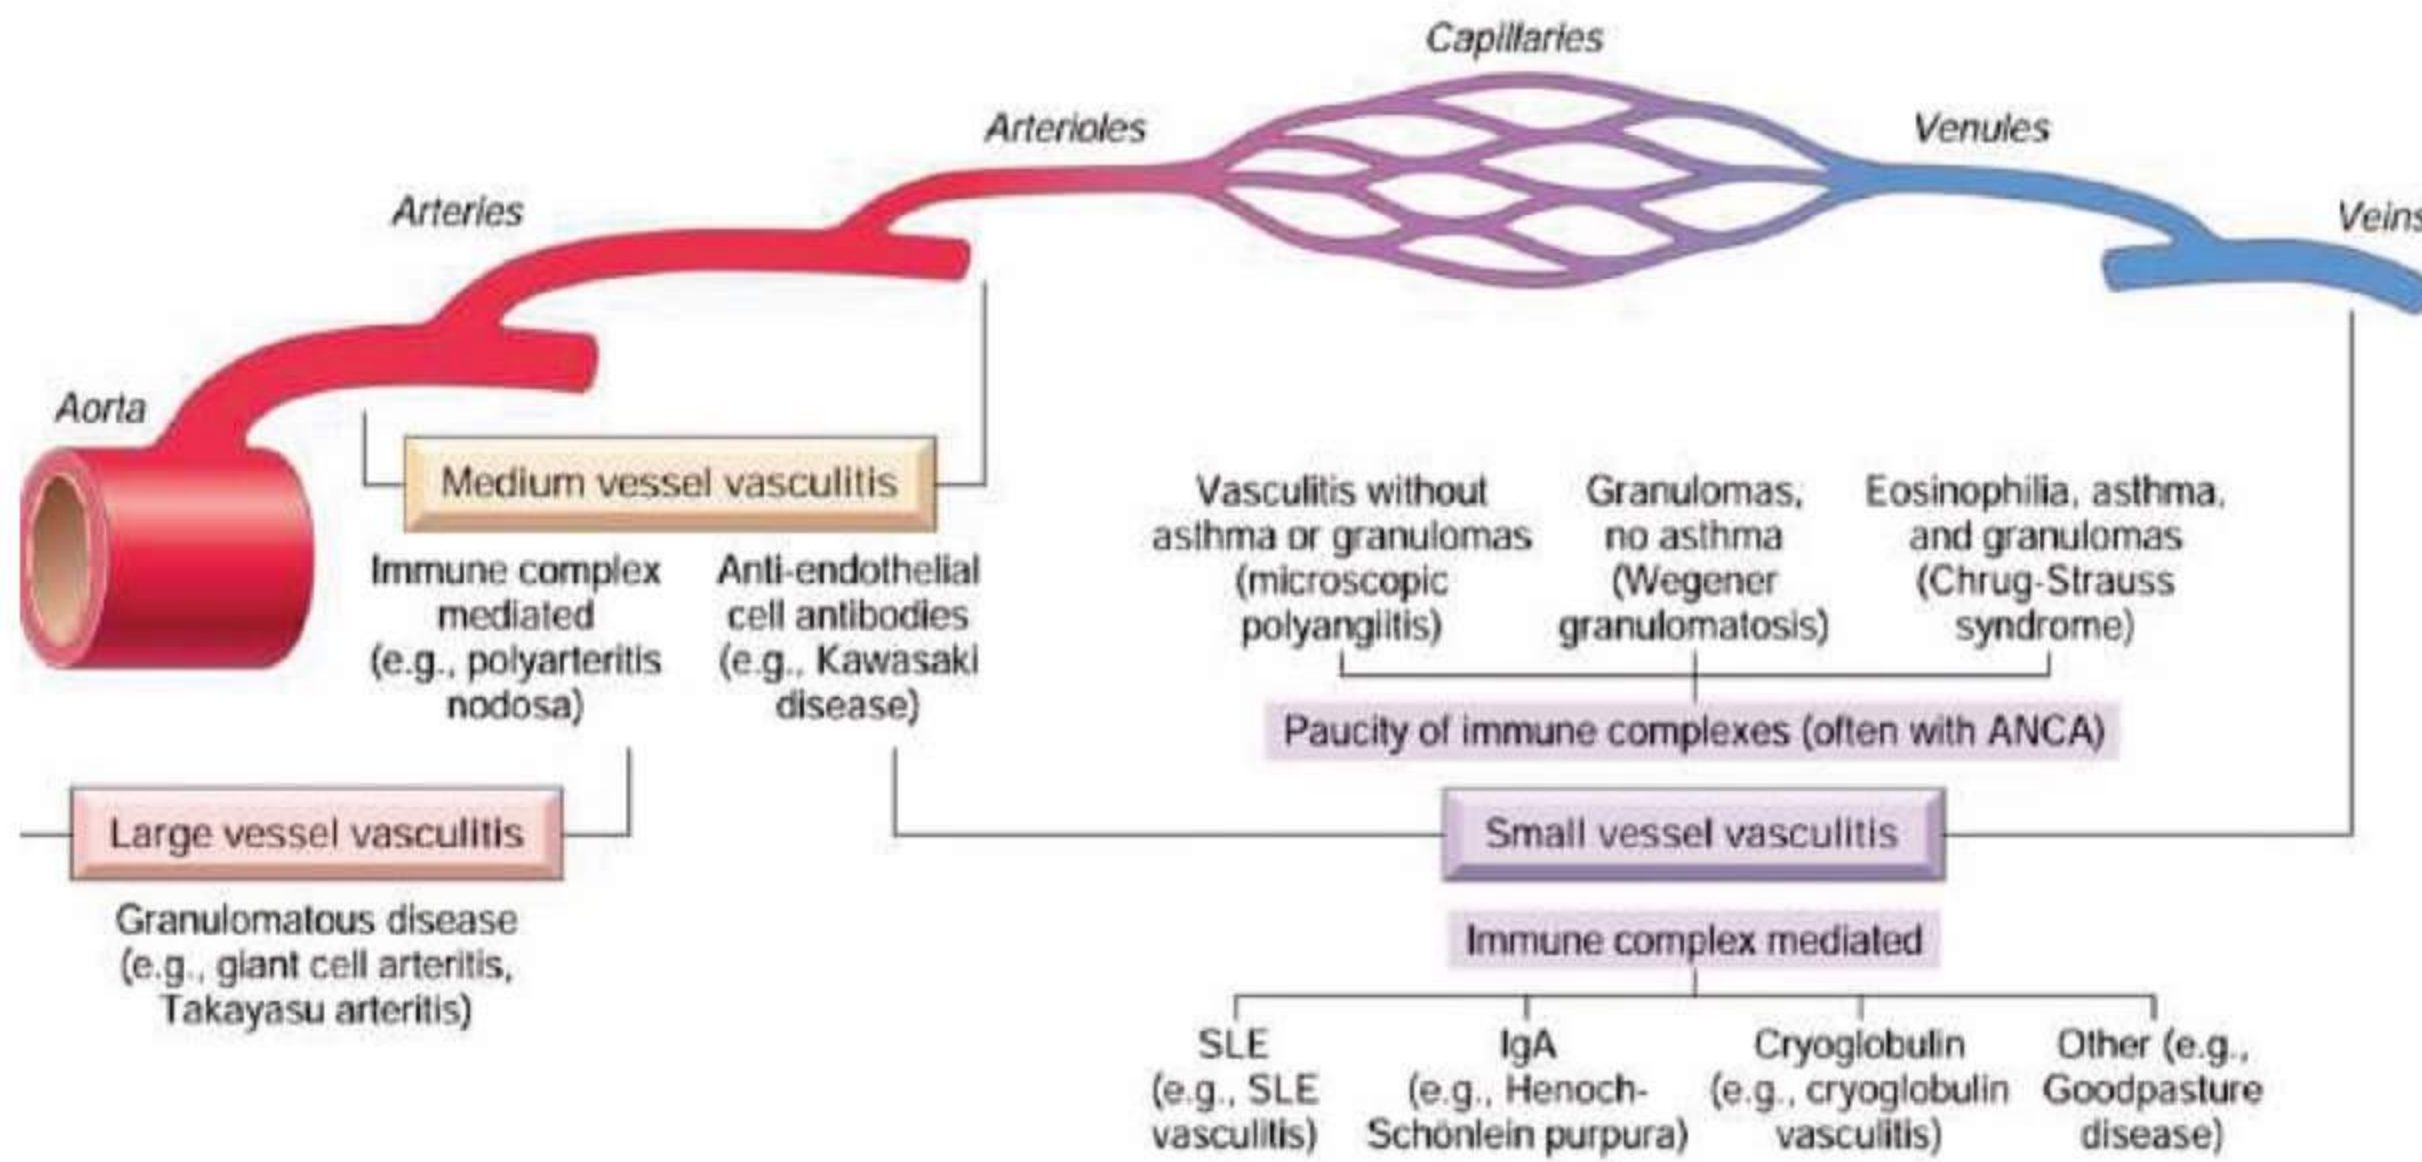 Capillaries
Arterioles
Venules
Arteries
Veins
Aorta
Medium vessel vasculitis
Immune complex
mediated
(e.g., polyarteritis
nodosa)
Anti-endothelial
cell antibodies
(e.g., Kawasaki
disease)
Vasculitis without
asthma or granulomas
(microscopic
polyangiitis)
Granulomas,
no asthma
(Wegener
granulomatosis)
Eosinophilia, asthma,
and granulomas
(Chrug-Strauss
syndrome)
Paucity of immune complexes (often with ANCA)
Large vessel vasculitis
Small vessel vasculitis
Granulomatous disease
(e.g., giant cell arteritis,
Takayasu arteritis)
Immune complex mediated
SLE
(e.g., SLE
vasculitis)
IgA
(e.g., Henoch-
Schönlein purpura)
Cryoglobulin
(e.g., cryoglobulin
vasculitis)
Other (e.g.,
Goodpasture
disease)